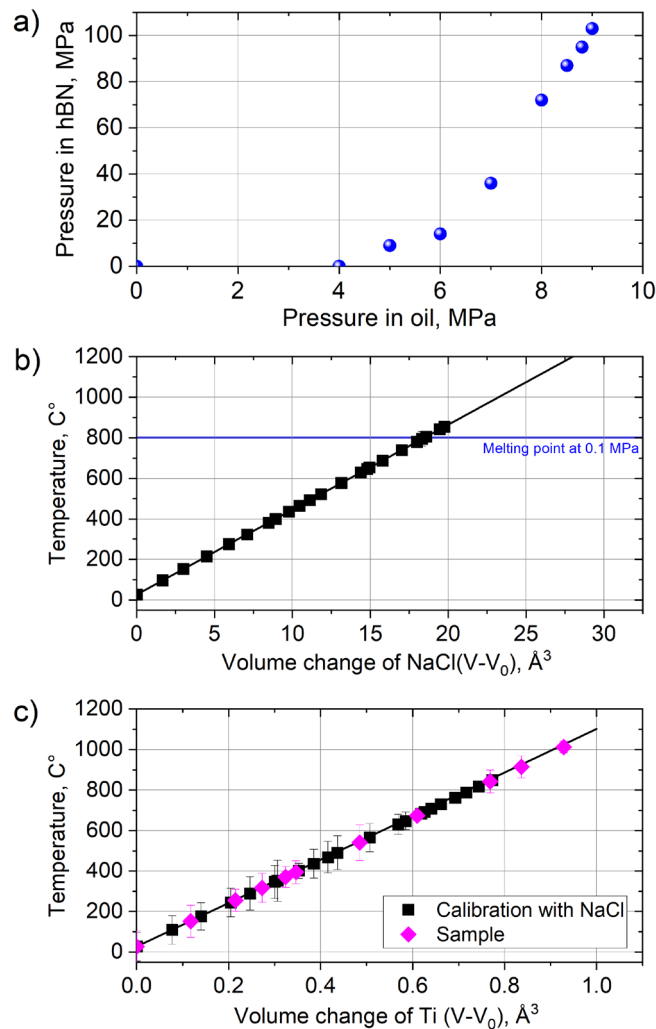 a)
100
80
60
40
20
0
Pressure in hBN, MPa
0 2 4 6 8 10
Pressure in oil, MPa
b)
1200
1000
800
600
400
200
0
Temperature, C°
Melting point at 0.1 MPa
0 5 10 15 20 25 30
Volume change of NaCl(V-V₀), Å³
c)
1200
1000
800
600
400
200
0
Temperature, C°
Calibration with NaCl
Sample
0.0 0.2 0.4 0.6 0.8 1.0
Volume change of Ti (V-V₀), Å³